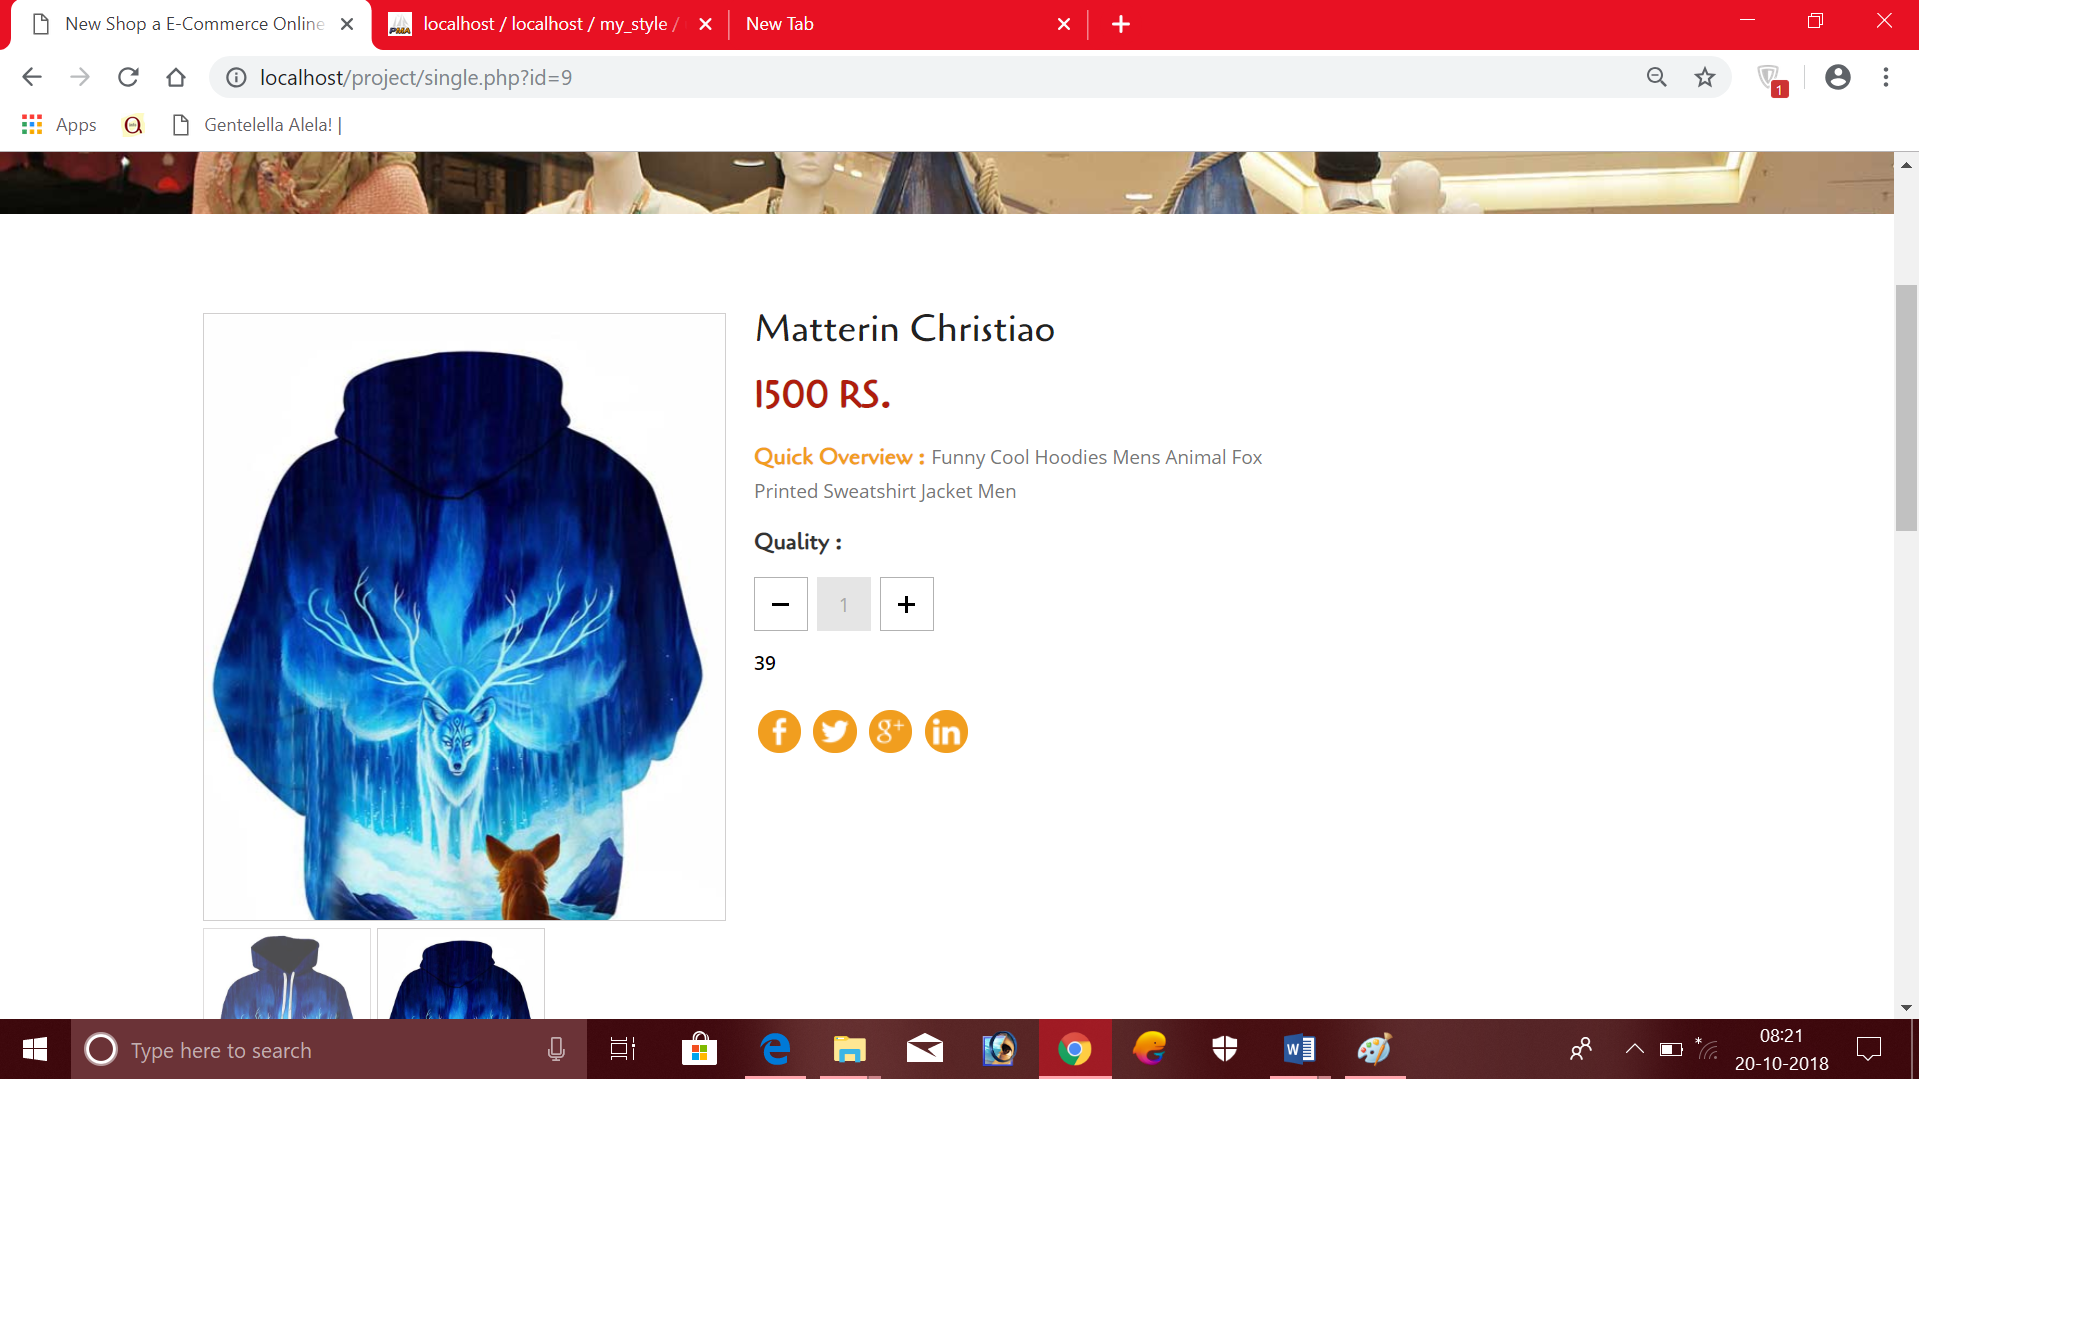 New Shop a E-Commerce Online
localhost / localhost / my_style /
New Tab
localhost/project/single.php?id=9
1
Apps
Gentelella Alela! |
Matterin Christiao
1500 RS.
Quick Overview : Funny Cool Hoodies Mens Animal Fox
Printed Sweatshirt Jacket Men
Quality :
1
39
Type here to search
08:21
20-10-2018